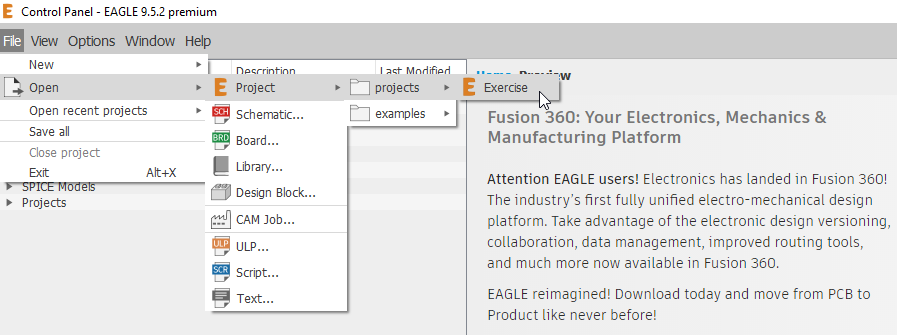 Control Panel - EAGLE 9.5.2 premium
File View Options Window Help
New
Open
Open recent projects
Save all
Close project
Exit Alt+X
SPICE Models
Projects
Description Last Modified
Project
SCH Schematic...
BRD Board...
Library...
Design Block...
CAM Job...
ULP ULP...
SCR Script...
Text...
projects
examples
Exercise
Home Preview
Fusion 360: Your Electronics, Mechanics &
Manufacturing Platform
Attention EAGLE users! Electronics has landed in Fusion 360!
The industry's first fully unified electro-mechanical design
platform. Take advantage of the electronic design versioning,
collaboration, data management, improved routing tools,
and much more now available in Fusion 360.
EAGLE reimagined! Download today and move from PCB to
Product like never before!